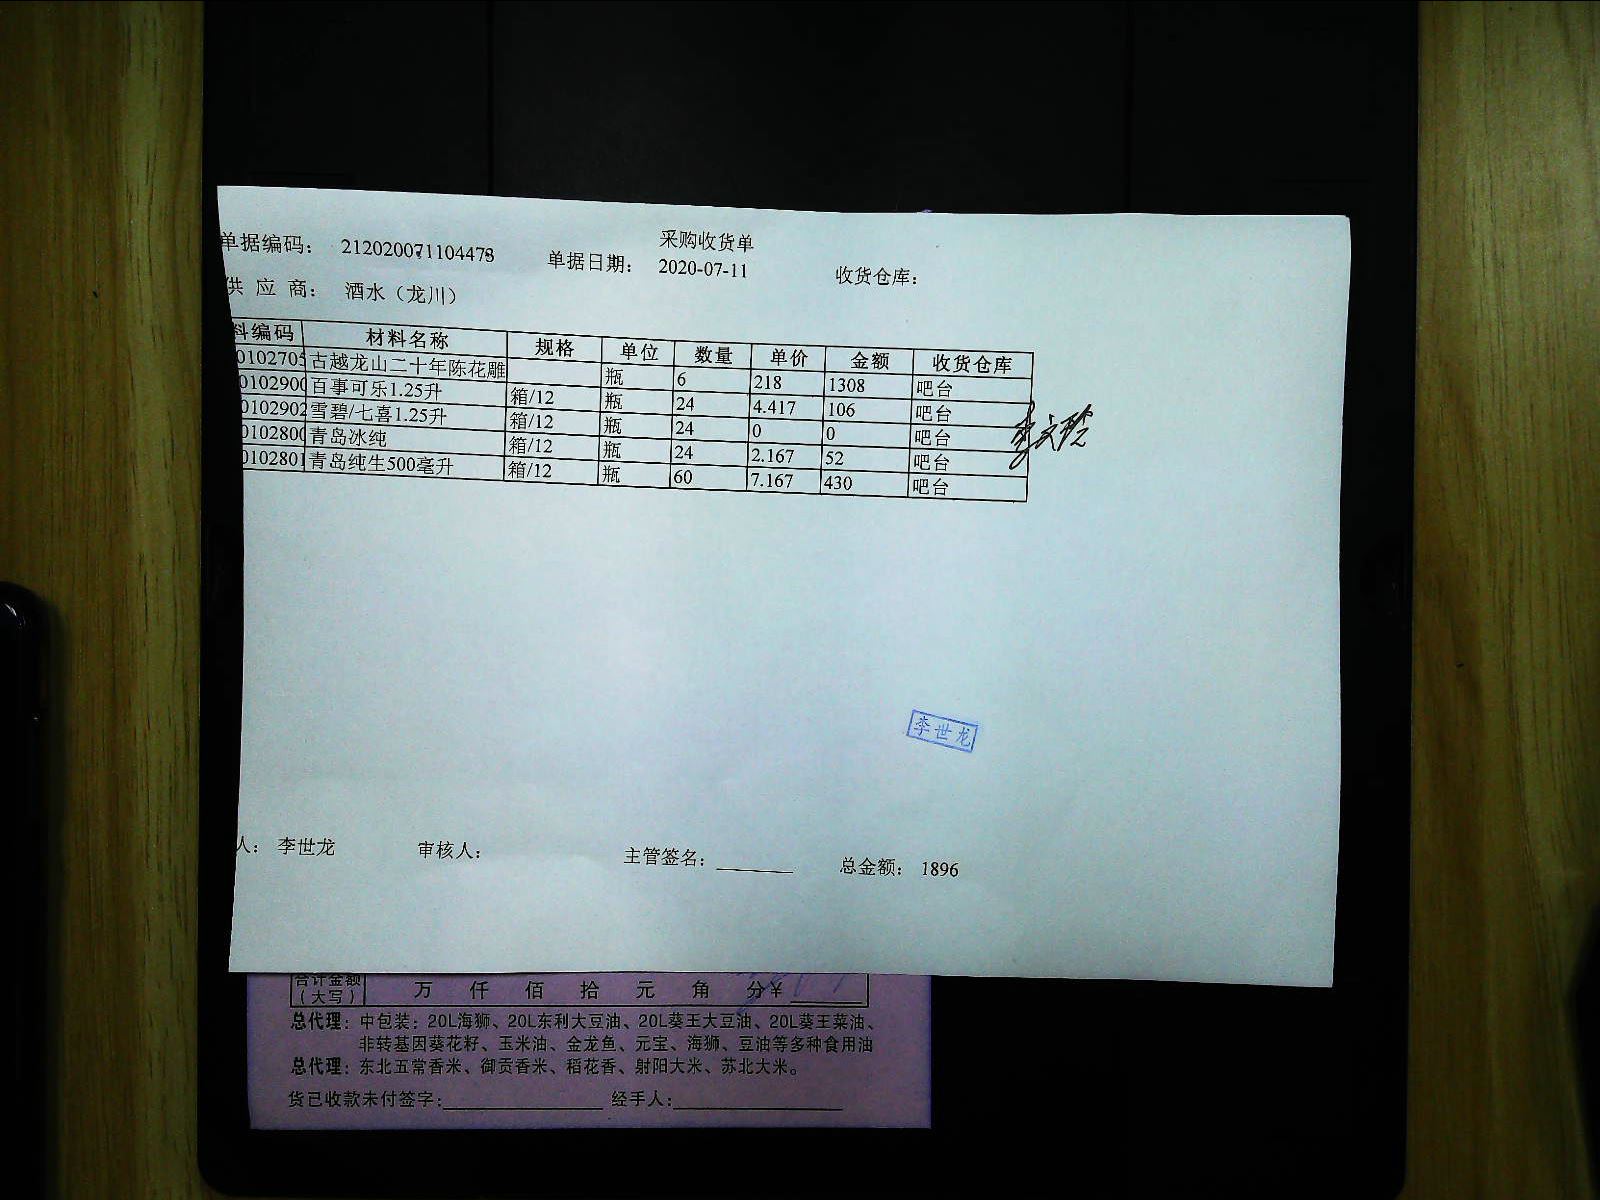 采购收货单
单据编码： 212020071104478 单据日期： 2020-07-11 收货仓库：
供 应 商： 酒水（龙川）
料编码 材料名称 规格 单位 数量 单价 金额 收货仓库
0102705 古越龙山二十年陈花雕 瓶 6 218 1308 吧台
0102900 百事可乐1.25升 箱/12 瓶 24 4.417 106 吧台
0102902 雪碧/七喜1.25升 箱/12 瓶 24 0 0 吧台
0102800 青岛冰纯 箱/12 瓶 24 2.167 52 吧台
0102801 青岛纯生500毫升 箱/12 瓶 60 7.167 430 吧台
李世龙
人： 李世龙 审核人： 主管签名： 总金额： 1896
合计金额
（大写） 万 仟 佰 拾 元 角 分¥
总代理：中包装：20L海狮、20L东利大豆油、20L葵王大豆油、20L葵王菜油、
非转基因葵花籽、玉米油、金龙鱼、元宝、海狮、豆油等多种食用油
总代理：东北五常香米、御贡香米、稻花香、射阳大米、苏北大米。
货已收款未付签字： 经手人：